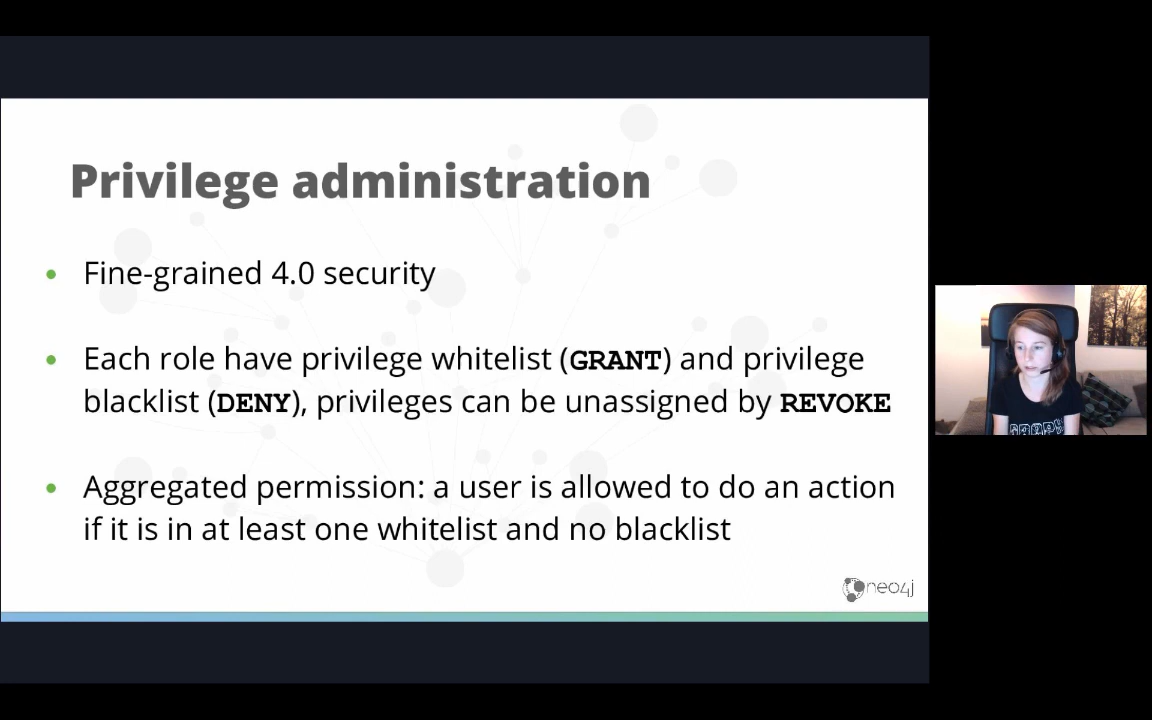 Privilege administration
Fine-grained 4.0 security
Each role have privilege whitelist (GRANT) and privilege
blacklist (DENY), privileges can be unassigned by REVOKE
Aggregated permission: a user is allowed to do an action
if it is in at least one whitelist and no blacklist
neo4j